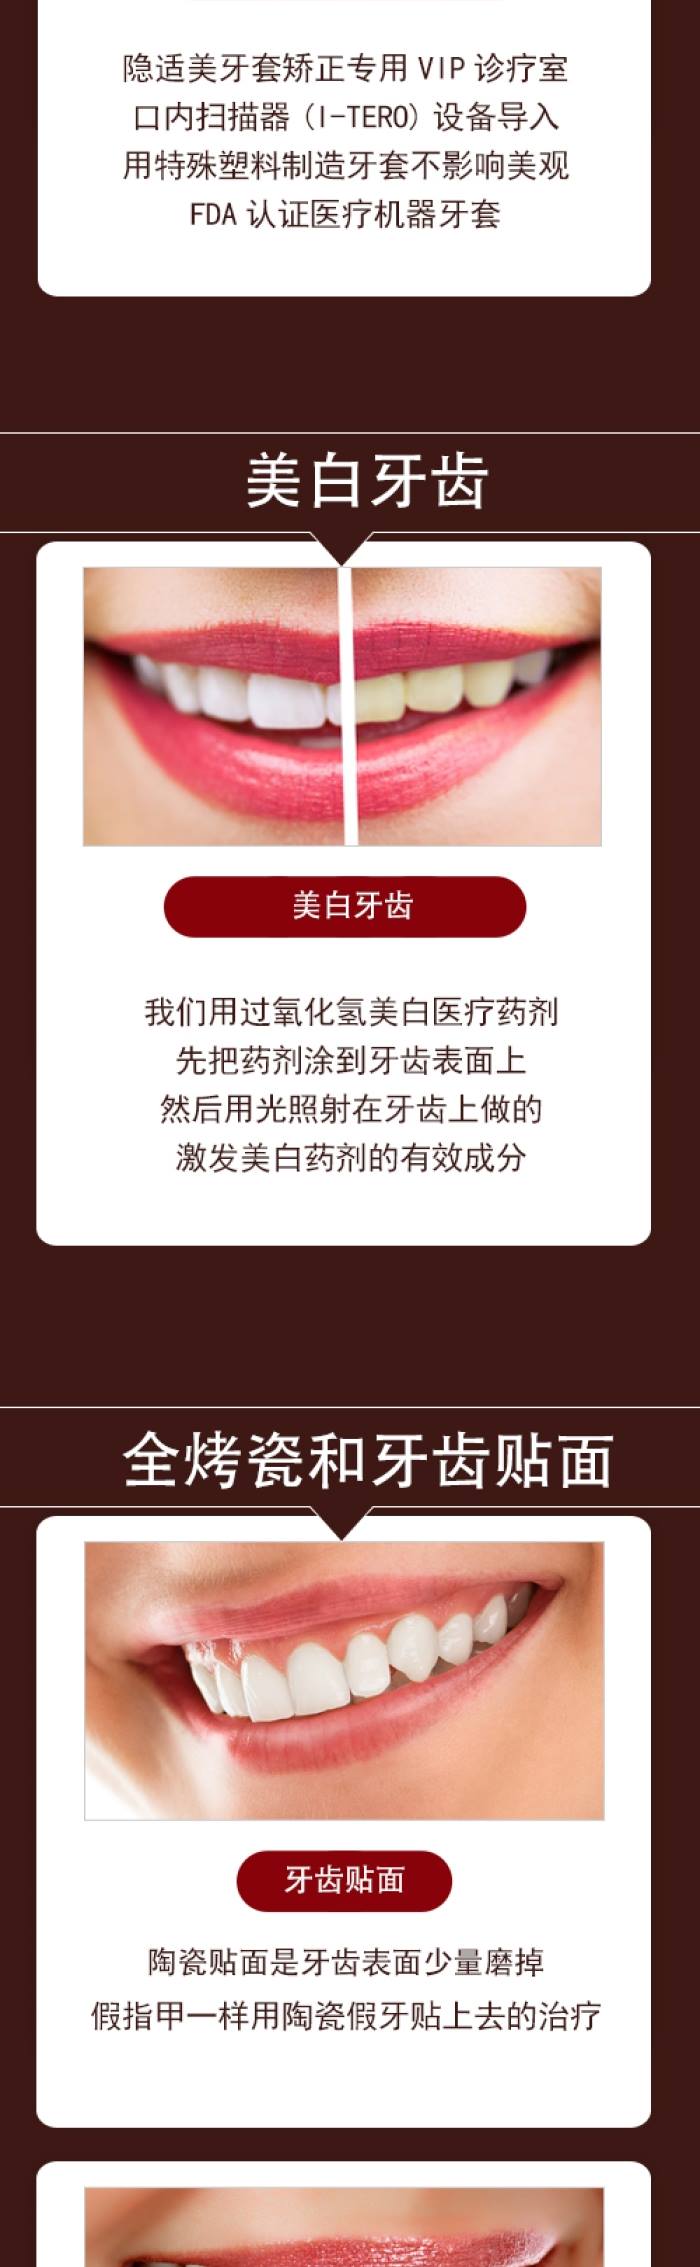 隐适美牙套矫正专用 VIP 诊疗室
口内扫描器（I-TERO）设备导入
用特殊塑料制造牙套不影响美观
FDA 认证医疗机器牙套
美白牙齿
美白牙齿
我们用过氧化氢美白医疗药剂
先把药剂涂到牙齿表面上
然后用光照射在牙齿上做的
激发美白药剂的有效成分
全烤瓷和牙齿贴面
牙齿贴面
陶瓷贴面是牙齿表面少量磨掉
假指甲一样用陶瓷假牙贴上去的治疗